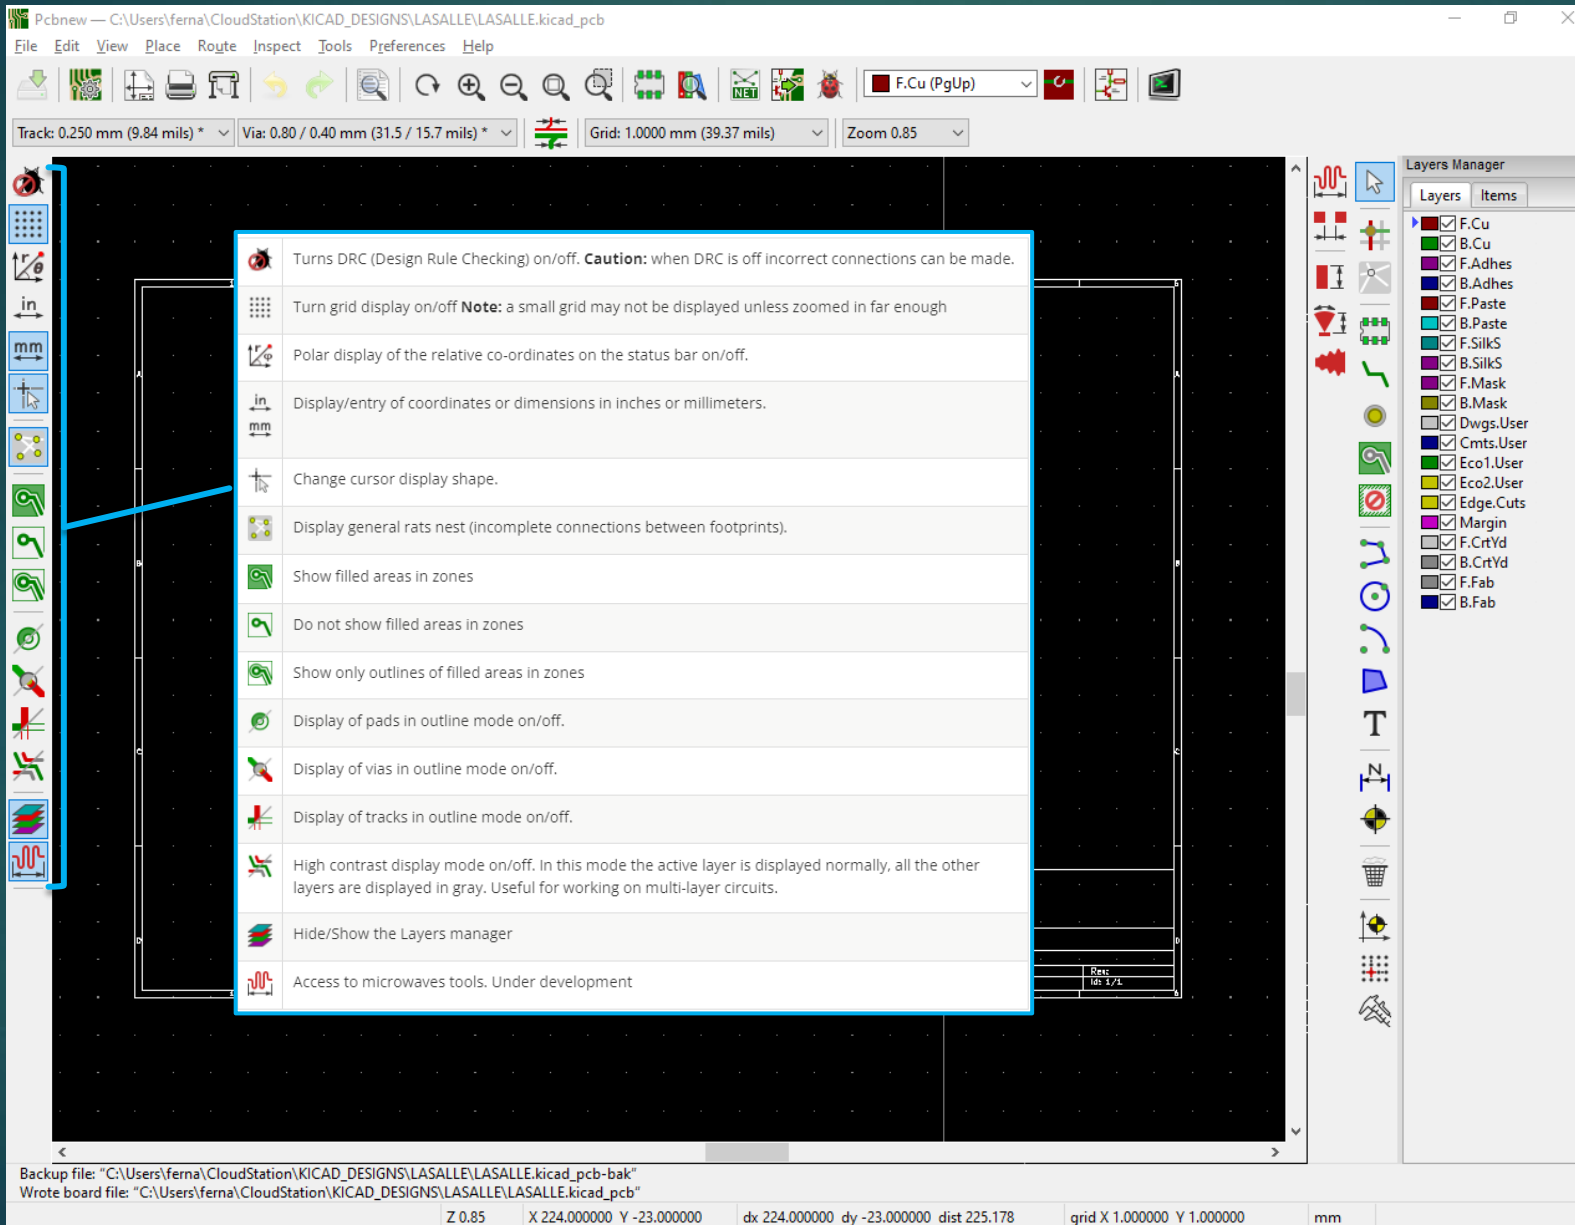 Pcbnew — C:\Users\ferna\CloudStation\KICAD_DESIGNS\LASALLE\LASALLE.kicad_pcb
File Edit View Place Route Inspect Tools Preferences Help
NET
F.Cu (PgUp)
Track: 0.250 mm (9.84 mils) * Via: 0.80 / 0.40 mm (31.5 / 15.7 mils) * Grid: 1.0000 mm (39.37 mils) Zoom 0.85
in
mm
Turns DRC (Design Rule Checking) on/off. Caution: when DRC is off incorrect connections can be made.
Turn grid display on/off Note: a small grid may not be displayed unless zoomed in far enough
Polar display of the relative co-ordinates on the status bar on/off.
in
Display/entry of coordinates or dimensions in inches or millimeters.
mm
Change cursor display shape.
Display general rats nest (incomplete connections between footprints).
Show filled areas in zones
Do not show filled areas in zones
Show only outlines of filled areas in zones
Display of pads in outline mode on/off.
Display of vias in outline mode on/off.
Display of tracks in outline mode on/off.
High contrast display mode on/off. In this mode the active layer is displayed normally, all the other
layers are displayed in gray. Useful for working on multi-layer circuits.
Hide/Show the Layers manager
Access to microwaves tools. Under development
Rev:
Id: 1/1
T
N
Layers Manager
Layers Items
F.Cu
B.Cu
F.Adhes
B.Adhes
F.Paste
B.Paste
F.SilkS
B.SilkS
F.Mask
B.Mask
Dwgs.User
Cmts.User
Eco1.User
Eco2.User
Edge.Cuts
Margin
F.CrtYd
B.CrtYd
F.Fab
B.Fab
Backup file: "C:\Users\ferna\CloudStation\KICAD_DESIGNS\LASALLE\LASALLE.kicad_pcb-bak"
Wrote board file: "C:\Users\ferna\CloudStation\KICAD_DESIGNS\LASALLE\LASALLE.kicad_pcb"
Z 0.85 X 224.000000 Y -23.000000 dx 224.000000 dy -23.000000 dist 225.178 grid X 1.000000 Y 1.000000 mm